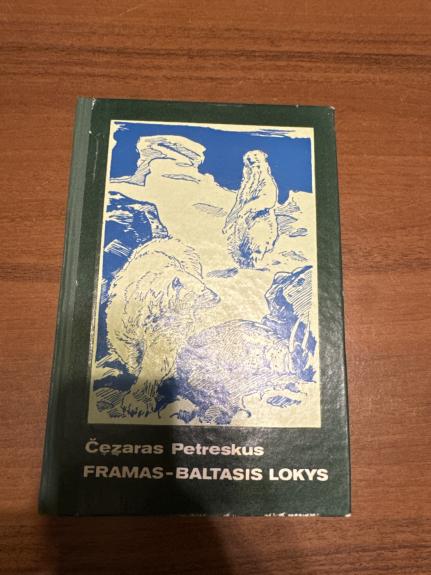 Čęzaras Petreskus
FRAMAS-BALTASIS LOKYS